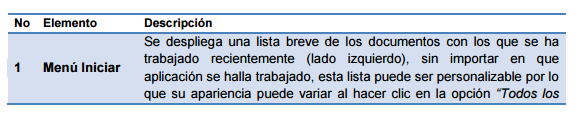 No Elemento Descripción
Se despliega una lista breve de los documentos con los que se ha
trabajado recientemente (lado izquierdo), sin importar en que
1 Menú Iniciar aplicación se halla trabajado, esta lista puede ser personalizable por lo
que su apariencia puede variar al hacer clic en la opción “Todos los